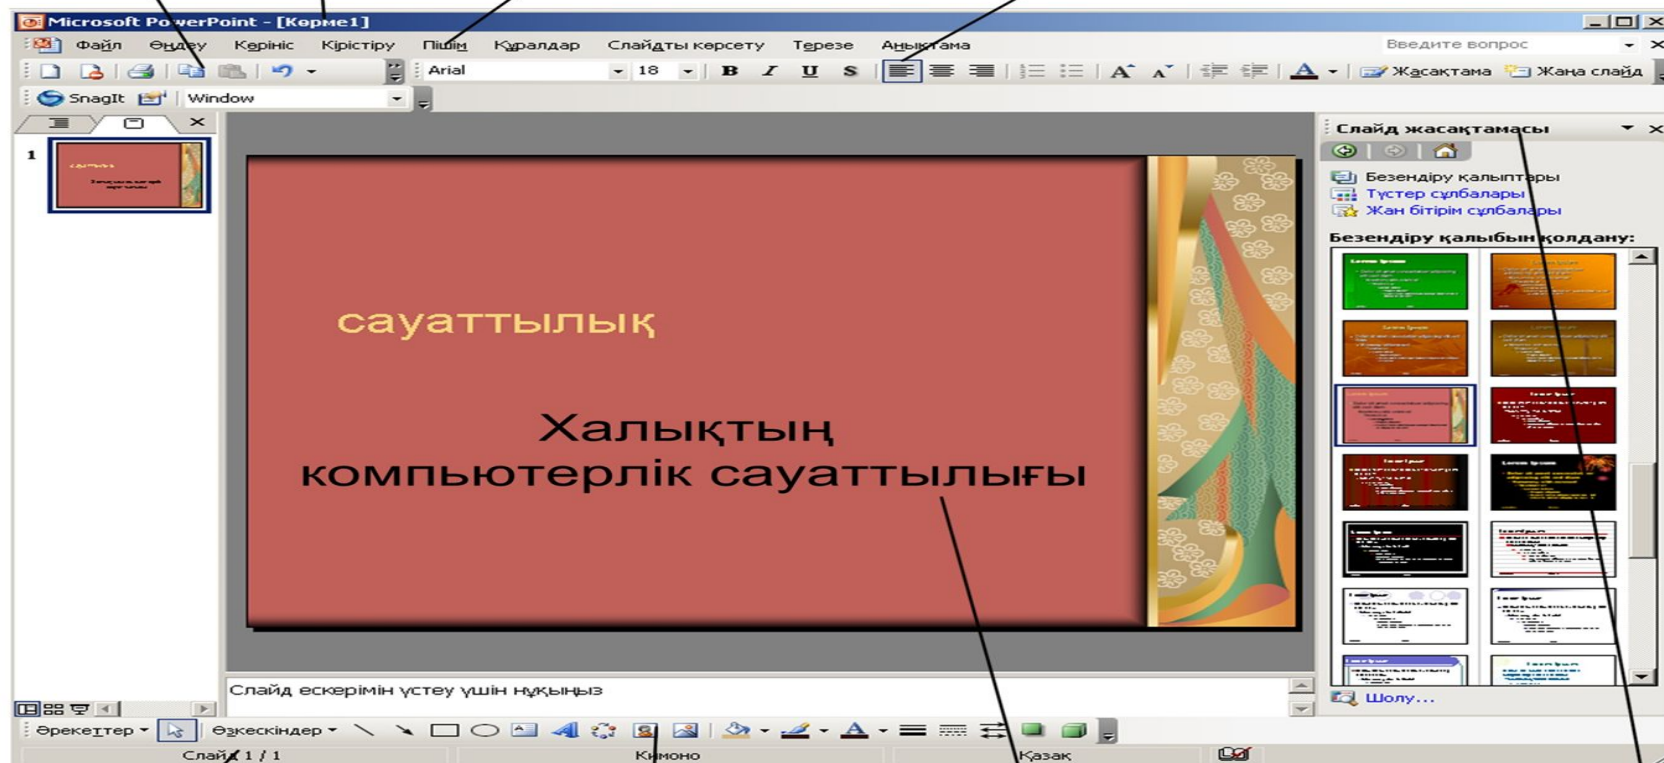 Microsoft PowerPoint - [Көрме1]
Файл Өңдеу Көрініс Кірістіру Пішім Құралдар Слайдты көрсету Терезе Анықтама Введите вопрос
Arial 18 B I U S A A A Жасақтама Жаңа слайд
SnagIt Window
Слайд жасақтамасы
1
Безендіру қалыптары
Түстер сұлбалары
Жан бітірім сұлбалары
Безендіру қалыбын қолдану:
сауаттылық
Халықтың
компьютерлік сауаттылығы
Слайд ескерімін үстеу үшін нұқыңыз
Шолу...
Әрекеттер Өзкескіндер A
Слайд 1 / 1 Кимоно Қазақ